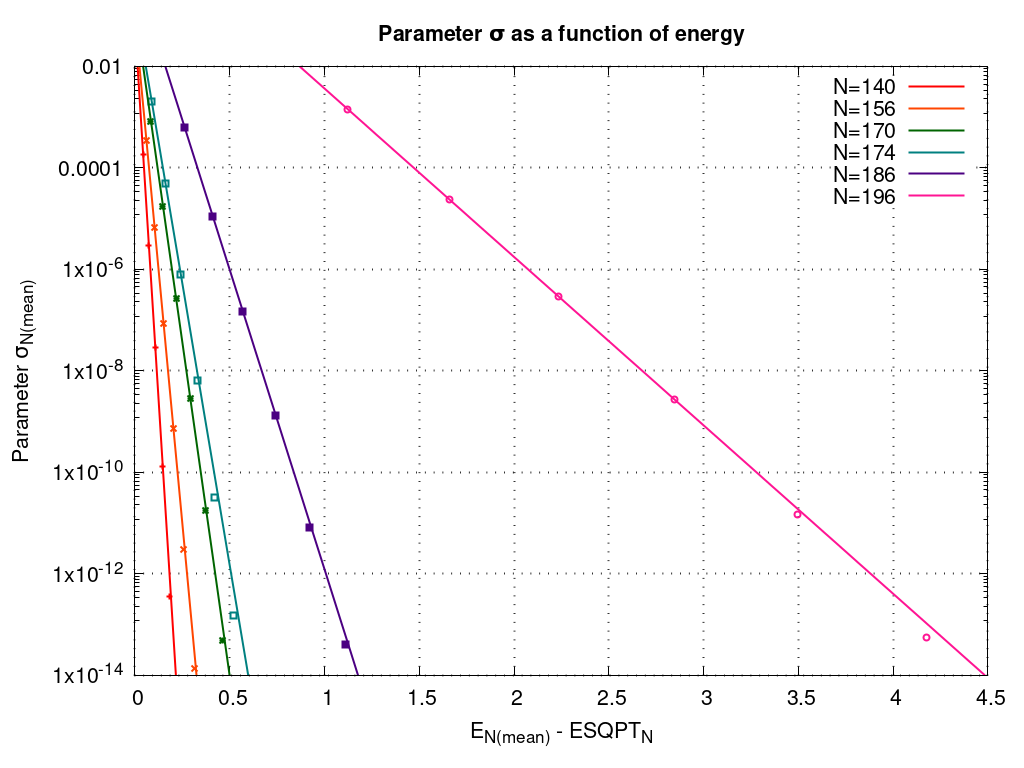 Parameter σ as a function of energy
0.01
0.0001
1x10-6
1x10-8
1x10-10
1x10-12
1x10-14
Parameter σN(mean)
N=140
N=156
N=170
N=174
N=186
N=196
0 0.5 1 1.5 2 2.5 3 3.5 4 4.5
EN(mean) - ESQPTN